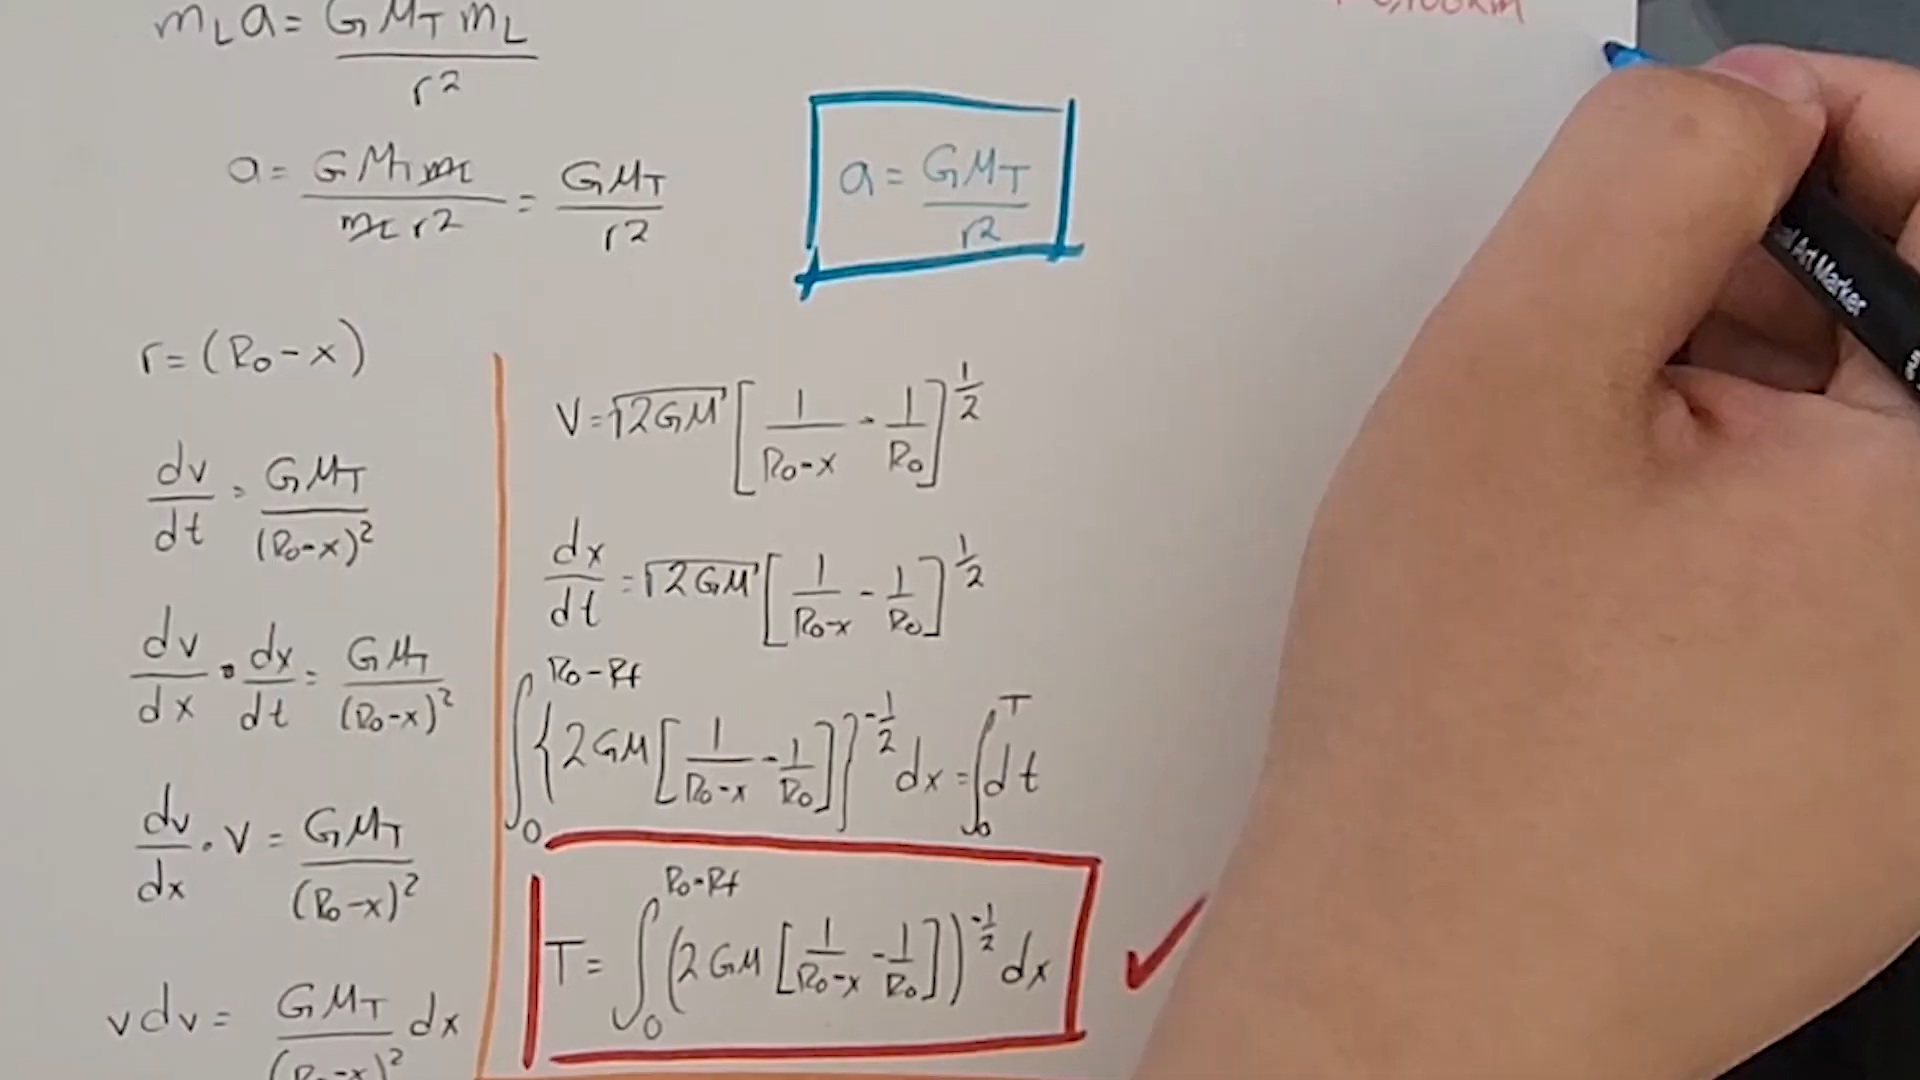 m_L a = G M_T m_L / r²
a = G M_T m_L / m_L r² = G M_T / r²
a = G M_T / r²
r = (R₀ - x)
dv/dt = G M_T / (R₀-x)²
dv/dx · dx/dt = G M_T / (R₀-x)²
dv/dx · v = G M_T / (R₀-x)²
v dv = G M_T / (R₀-x)² dx
V = √2GM [1/(R₀-x) - 1/R₀]^½
dx/dt = √2GM [1/(R₀-x) - 1/R₀]^½
∫₀^(R₀-Rf) {2GM [1/(R₀-x) - 1/R₀]}^-½ dx = ∫₀^T dt
T = ∫₀^(R₀-Rf) (2GM [1/(R₀-x) - 1/R₀])^-½ dx
Art Marker